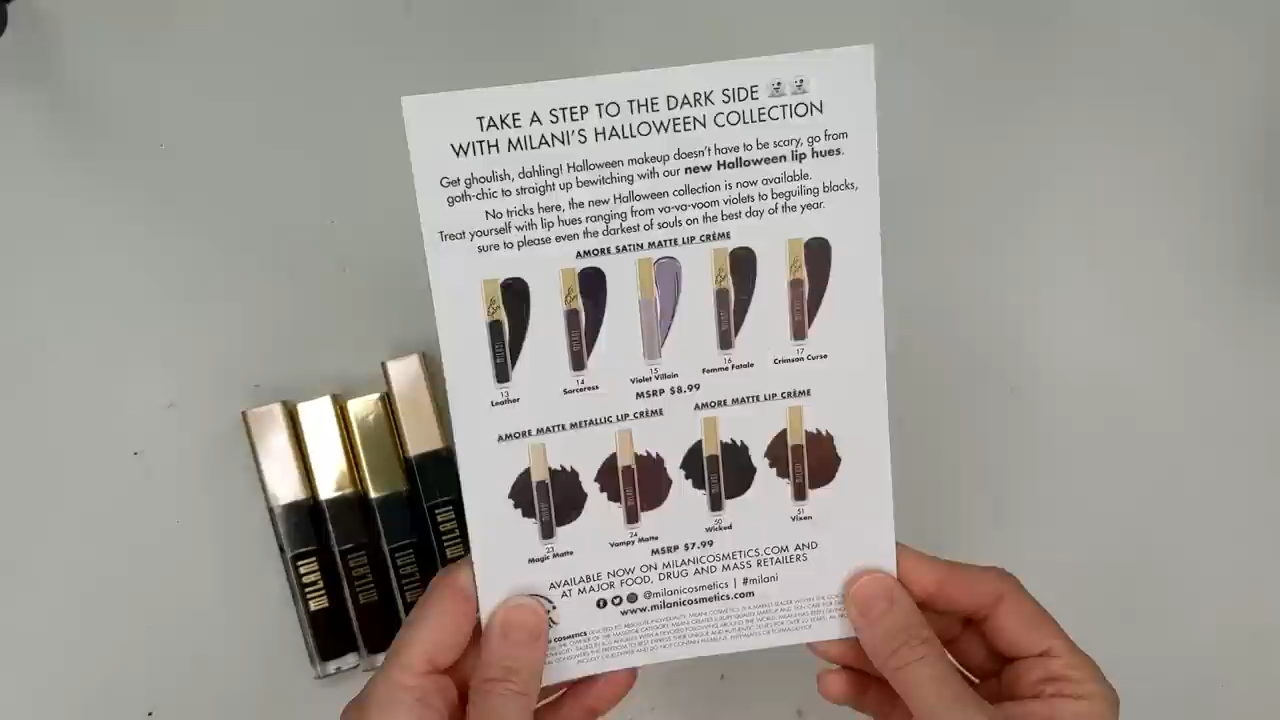 TAKE A STEP TO THE DARK SIDE
WITH MILANI'S HALLOWEEN COLLECTION
Get ghoulish, dahling! Halloween makeup doesn't have to be scary, go from
goth-chic to straight up bewitching with our new Halloween lip hues.
No tricks here, the new Halloween collection is now available.
Treat yourself with lip hues ranging from va-va-voom violets to beguiling blacks,
sure to please even the darkest of souls on the best day of the year.
AMORE SATIN MATTE LIP CRÈME
13
Leather
14
Sorceress
15
Violet Villain
16
Femme Fatale
17
Crimson Curse
MSRP $8.99
AMORE MATTE METALLIC LIP CRÈME
AMORE MATTE LIP CRÈME
23
Magic Matte
24
Vampy Matte
50
Wicked
51
Vixen
MSRP $7.99
AVAILABLE NOW ON MILANICOSMETICS.COM AND
AT MAJOR FOOD, DRUG AND MASS RETAILERS
@milanicosmetics | #milani
www.milanicosmetics.com
MILANI
MILANI
MILANI
MILANI